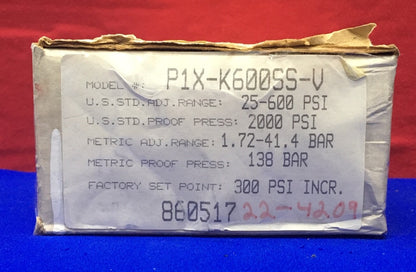 MODEL #: P1X-K600SS-V
U.S.STD.ADJ.RANGE: 25-600 PSI
U.S.STD.PROOF PRESS: 2000 PSI
METRIC ADJ.RANGE: 1.72-41.4 BAR
METRIC PROOF PRESS: 138 BAR
FACTORY SET POINT: 300 PSI INCR.
860517 22-4209